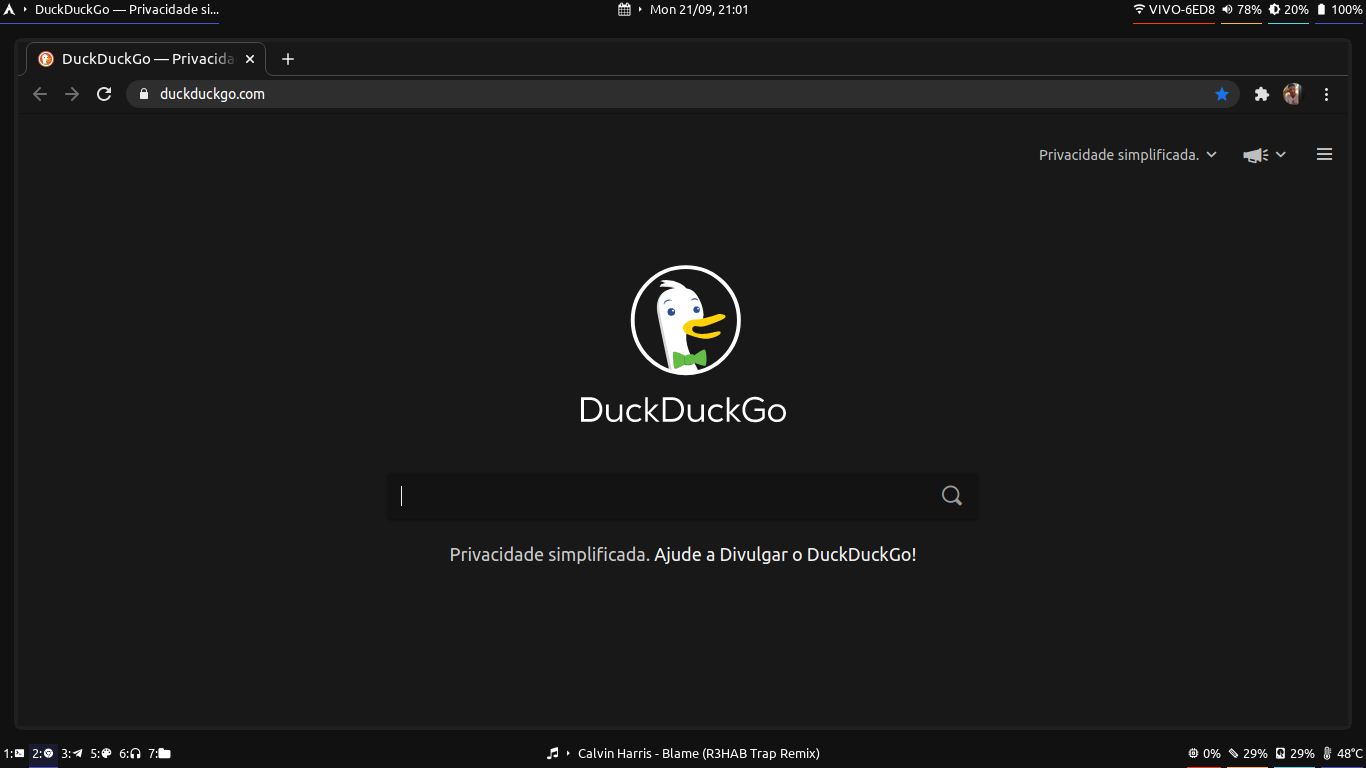 DuckDuckGo — Privacidade si...
Mon 21/09, 21:01
VIVO-6ED8 78% 20% 100%
DuckDuckGo — Privacida
duckduckgo.com
Privacidade simplificada.
DuckDuckGo
Privacidade simplificada. Ajude a Divulgar o DuckDuckGo!
1: 2: 3: 5: 6: 7:
Calvin Harris - Blame (R3HAB Trap Remix)
0% 29% 29% 48°C